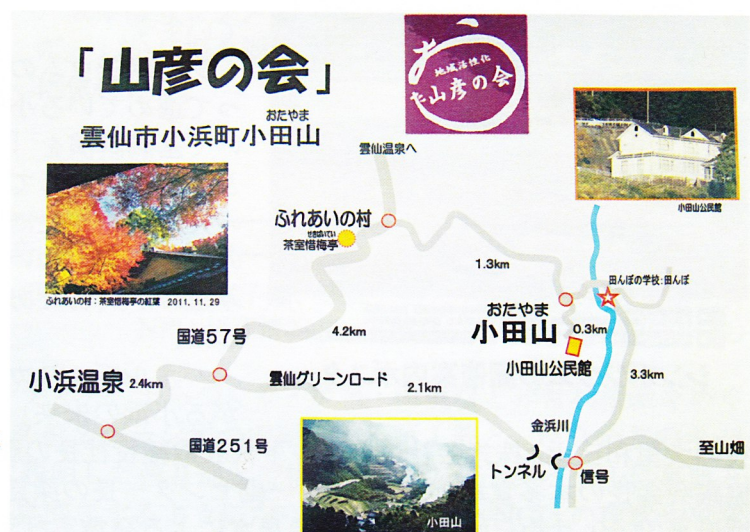 「山彦の会」
地域活性化
山彦の会
おたやま
雲仙市小浜町小田山
雲仙温泉へ
小田山公民館
ふれあいの村
せきばいてい
茶室惜梅亭
1.3km
田んぼの学校:田んぼ
ふれあいの村：茶室惜梅亭の紅葉 2011.11.29
おたやま
小田山
0.3km
国道57号
4.2km
小田山公民館
3.3km
小浜温泉 2.4km
雲仙グリーンロード
2.1km
金浜川
国道251号
至山畑
トンネル
信号
小田山